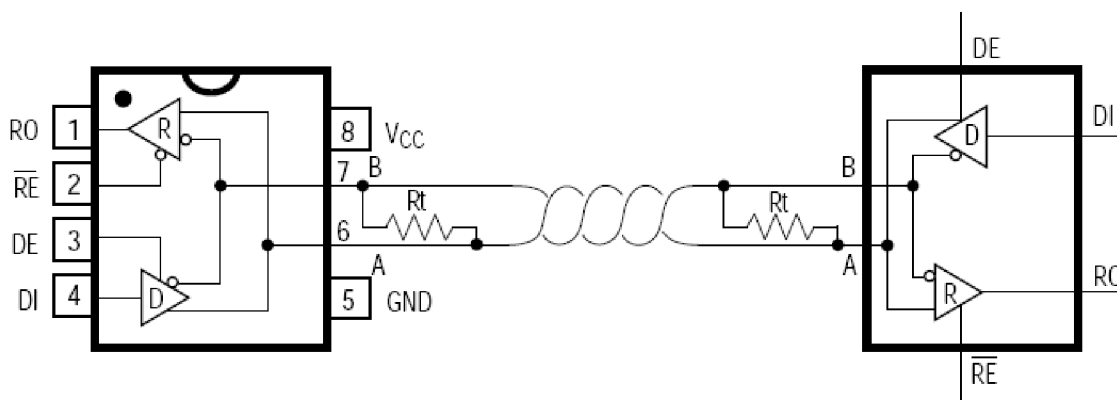 RO 1
R
8 VCC
RE 2
7 B
Rt
DE 3
6
A
DI 4
D
5 GND
DE
D
DI
B
Rt
A
R
RO
RE